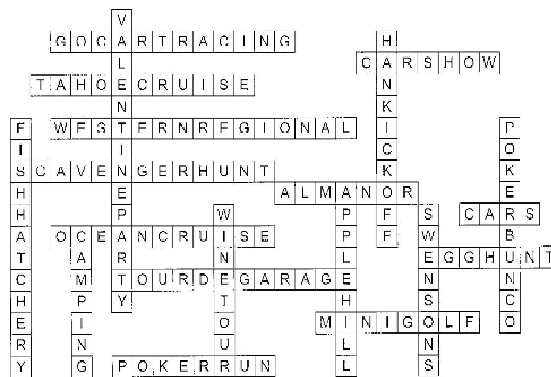 VALENTINEPARTY
GOCARTRACING
HANKICKOFF
CARSHOW
TAHOECRUISE
FISHHATCHERY
WESTERNREGIONAL
POKERBUNCO
SCAVENGERHUNT
ALMANOR
APPLEHILL
WINETOUR
SWENSONS
CARS
OCEANCRUISE
CAMPING
EGGHUNT
TOURDEGARAGE
MINIGOLF
POKERRUN